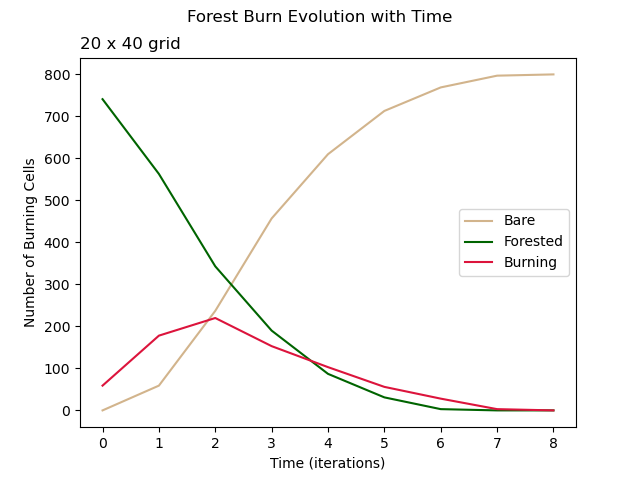 Forest Burn Evolution with Time
20 x 40 grid
Number of Burning Cells
800
700
600
500
400
300
200
100
0
Bare
Forested
Burning
0 1 2 3 4 5 6 7 8
Time (iterations)